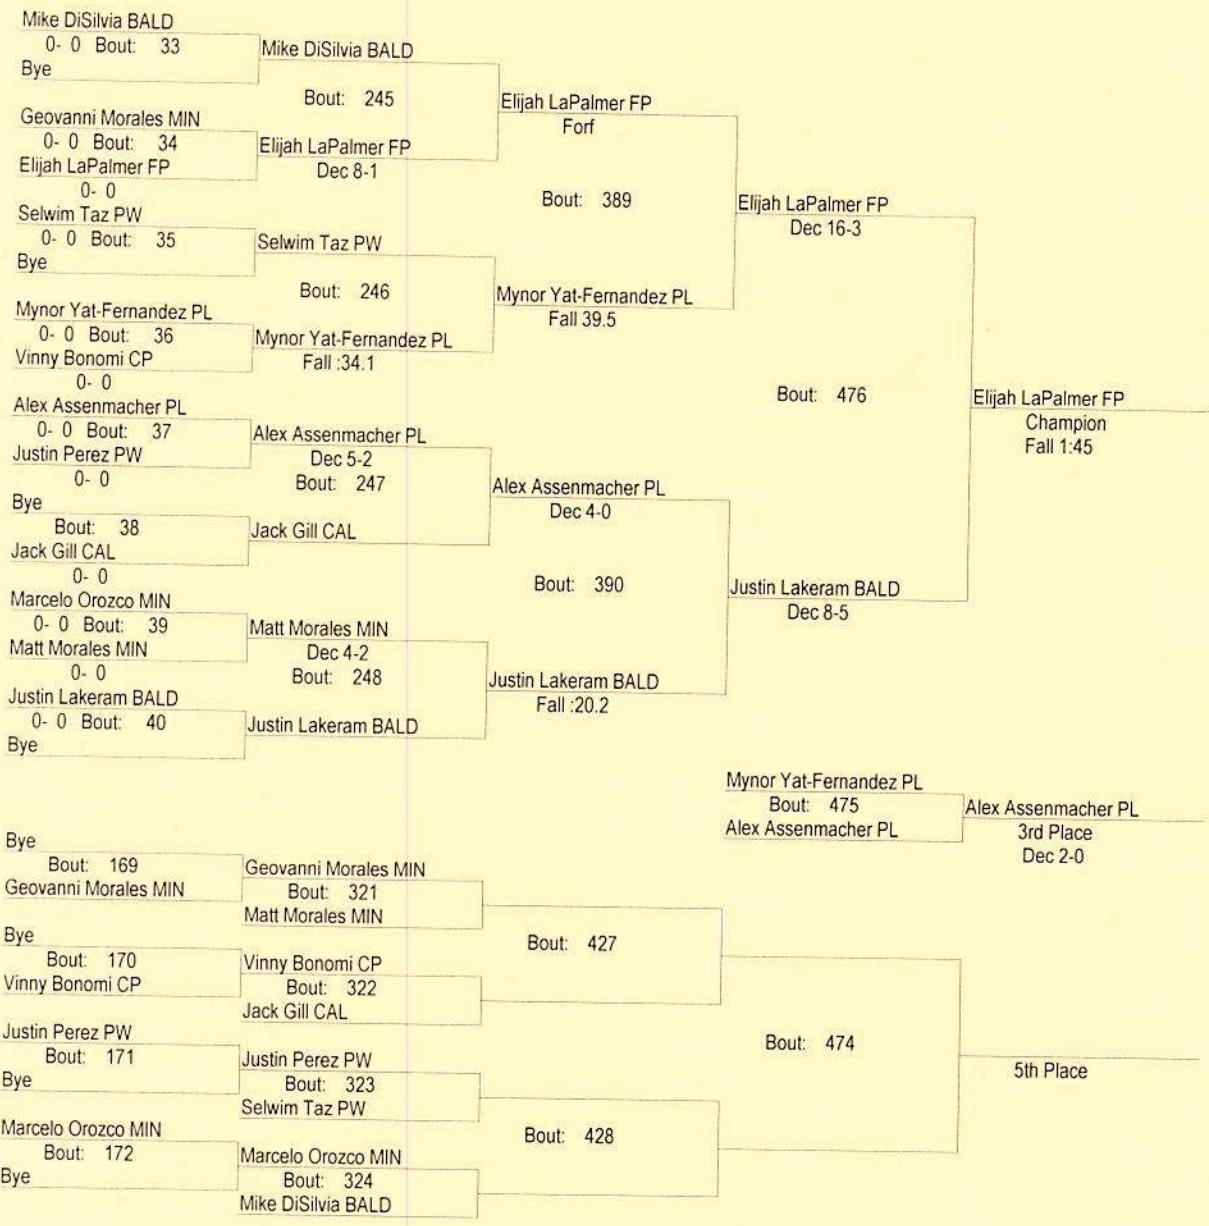 Mike DiSilvia BALD
0- 0 Bout: 33
Bye
Mike DiSilvia BALD
Bout: 245
Geovanni Morales MIN
0- 0 Bout: 34
Elijah LaPalmer FP
0- 0
Elijah LaPalmer FP
Dec 8-1
Elijah LaPalmer FP
Forf
Bout: 389
Selwim Taz PW
0- 0 Bout: 35
Bye
Selwim Taz PW
Bout: 246
Mynor Yat-Fernandez PL
0- 0 Bout: 36
Vinny Bonomi CP
0- 0
Mynor Yat-Fernandez PL
Fall :34.1
Mynor Yat-Fernandez PL
Fall 39.5
Elijah LaPalmer FP
Dec 16-3
Bout: 476
Alex Assenmacher PL
0- 0 Bout: 37
Justin Perez PW
0- 0
Alex Assenmacher PL
Dec 5-2
Bout: 247
Bye
Bout: 38
Jack Gill CAL
0- 0
Jack Gill CAL
Alex Assenmacher PL
Dec 4-0
Bout: 390
Marcelo Orozco MIN
0- 0 Bout: 39
Matt Morales MIN
0- 0
Matt Morales MIN
Dec 4-2
Bout: 248
Justin Lakeram BALD
0- 0 Bout: 40
Bye
Justin Lakeram BALD
Justin Lakeram BALD
Fall :20.2
Justin Lakeram BALD
Dec 8-5
Elijah LaPalmer FP
Champion
Fall 1:45
Mynor Yat-Fernandez PL
Bout: 475
Alex Assenmacher PL
Alex Assenmacher PL
3rd Place
Dec 2-0
Bye
Bout: 169
Geovanni Morales MIN
Geovanni Morales MIN
Bout: 321
Matt Morales MIN
Bout: 427
Bye
Bout: 170
Vinny Bonomi CP
Vinny Bonomi CP
Bout: 322
Jack Gill CAL
Bout: 474
Justin Perez PW
Bout: 171
Bye
Justin Perez PW
Bout: 323
Selwim Taz PW
Bout: 428
Marcelo Orozco MIN
Bout: 172
Bye
Marcelo Orozco MIN
Bout: 324
Mike DiSilvia BALD
5th Place